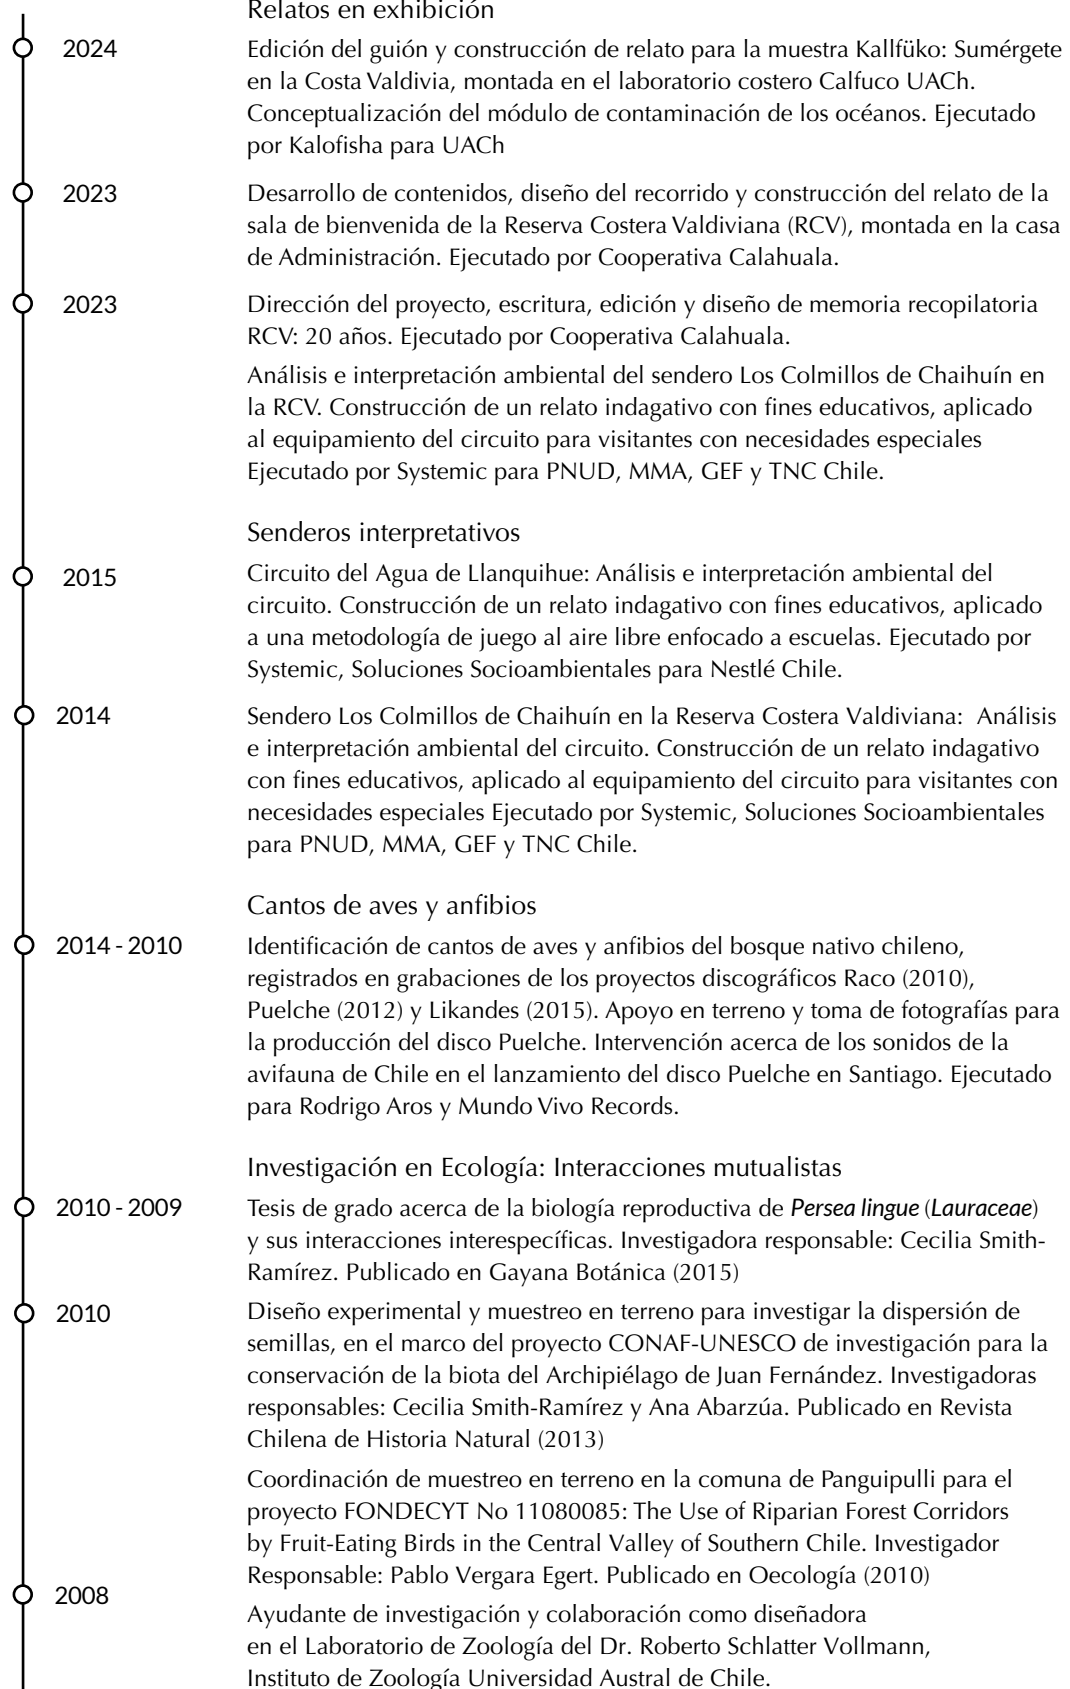 Relatos en exhibición
2024
Edición del guión y construcción de relato para la muestra Kallfüko: Sumérgete
en la Costa Valdivia, montada en el laboratorio costero Calfuco UACh.
Conceptualización del módulo de contaminación de los océanos. Ejecutado
por Kalofisha para UACh
2023
Desarrollo de contenidos, diseño del recorrido y construcción del relato de la
sala de bienvenida de la Reserva Costera Valdiviana (RCV), montada en la casa
de Administración. Ejecutado por Cooperativa Calahuala.
2023
Dirección del proyecto, escritura, edición y diseño de memoria recopilatoria
RCV: 20 años. Ejecutado por Cooperativa Calahuala.
Análisis e interpretación ambiental del sendero Los Colmillos de Chaihuín en
la RCV. Construcción de un relato indagativo con fines educativos, aplicado
al equipamiento del circuito para visitantes con necesidades especiales
Ejecutado por Systemic para PNUD, MMA, GEF y TNC Chile.
Senderos interpretativos
2015
Circuito del Agua de Llanquihue: Análisis e interpretación ambiental del
circuito. Construcción de un relato indagativo con fines educativos, aplicado
a una metodología de juego al aire libre enfocado a escuelas. Ejecutado por
Systemic, Soluciones Socioambientales para Nestlé Chile.
2014
Sendero Los Colmillos de Chaihuín en la Reserva Costera Valdiviana:  Análisis
e interpretación ambiental del circuito. Construcción de un relato indagativo
con fines educativos, aplicado al equipamiento del circuito para visitantes con
necesidades especiales Ejecutado por Systemic, Soluciones Socioambientales
para PNUD, MMA, GEF y TNC Chile.
Cantos de aves y anfibios
2014 - 2010
Identificación de cantos de aves y anfibios del bosque nativo chileno,
registrados en grabaciones de los proyectos discográficos Raco (2010),
Puelche (2012) y Likandes (2015). Apoyo en terreno y toma de fotografías para
la producción del disco Puelche. Intervención acerca de los sonidos de la
avifauna de Chile en el lanzamiento del disco Puelche en Santiago. Ejecutado
para Rodrigo Aros y Mundo Vivo Records.
Investigación en Ecología: Interacciones mutualistas
2010 - 2009
Tesis de grado acerca de la biología reproductiva de Persea lingue (Lauraceae)
y sus interacciones interespecíficas. Investigadora responsable: Cecilia Smith-
Ramírez. Publicado en Gayana Botánica (2015)
2010
Diseño experimental y muestreo en terreno para investigar la dispersión de
semillas, en el marco del proyecto CONAF-UNESCO de investigación para la
conservación de la biota del Archipiélago de Juan Fernández. Investigadoras
responsables: Cecilia Smith-Ramírez y Ana Abarzúa. Publicado en Revista
Chilena de Historia Natural (2013)
Coordinación de muestreo en terreno en la comuna de Panguipulli para el
proyecto FONDECYT No 11080085: The Use of Riparian Forest Corridors
by Fruit-Eating Birds in the Central Valley of Southern Chile. Investigador
Responsable: Pablo Vergara Egert. Publicado en Oecología (2010)
2008
Ayudante de investigación y colaboración como diseñadora
en el Laboratorio de Zoología del Dr. Roberto Schlatter Vollmann,
Instituto de Zoología Universidad Austral de Chile.